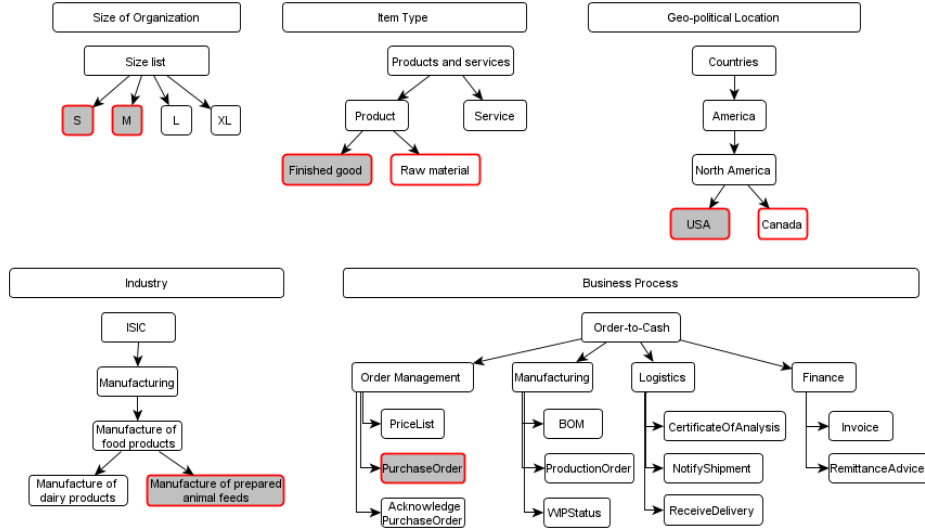 Size of Organization
Item Type
Geo-political Location
Size list
Products and services
Countries
S
M
L
XL
Product
Service
America
Finished good
Raw material
North America
USA
Canada
Industry
Business Process
ISIC
Order-to-Cash
Manufacturing
Order Management
Manufacturing
Logistics
Finance
Manufacture of
food products
PriceList
BOM
CertificateOfAnalysis
Invoice
Manufacture of
dairy products
Manufacture of prepared
animal feeds
PurchaseOrder
ProductionOrder
NotifyShipment
RemittanceAdvice
Acknowledge
PurchaseOrder
WIPStatus
ReceiveDelivery